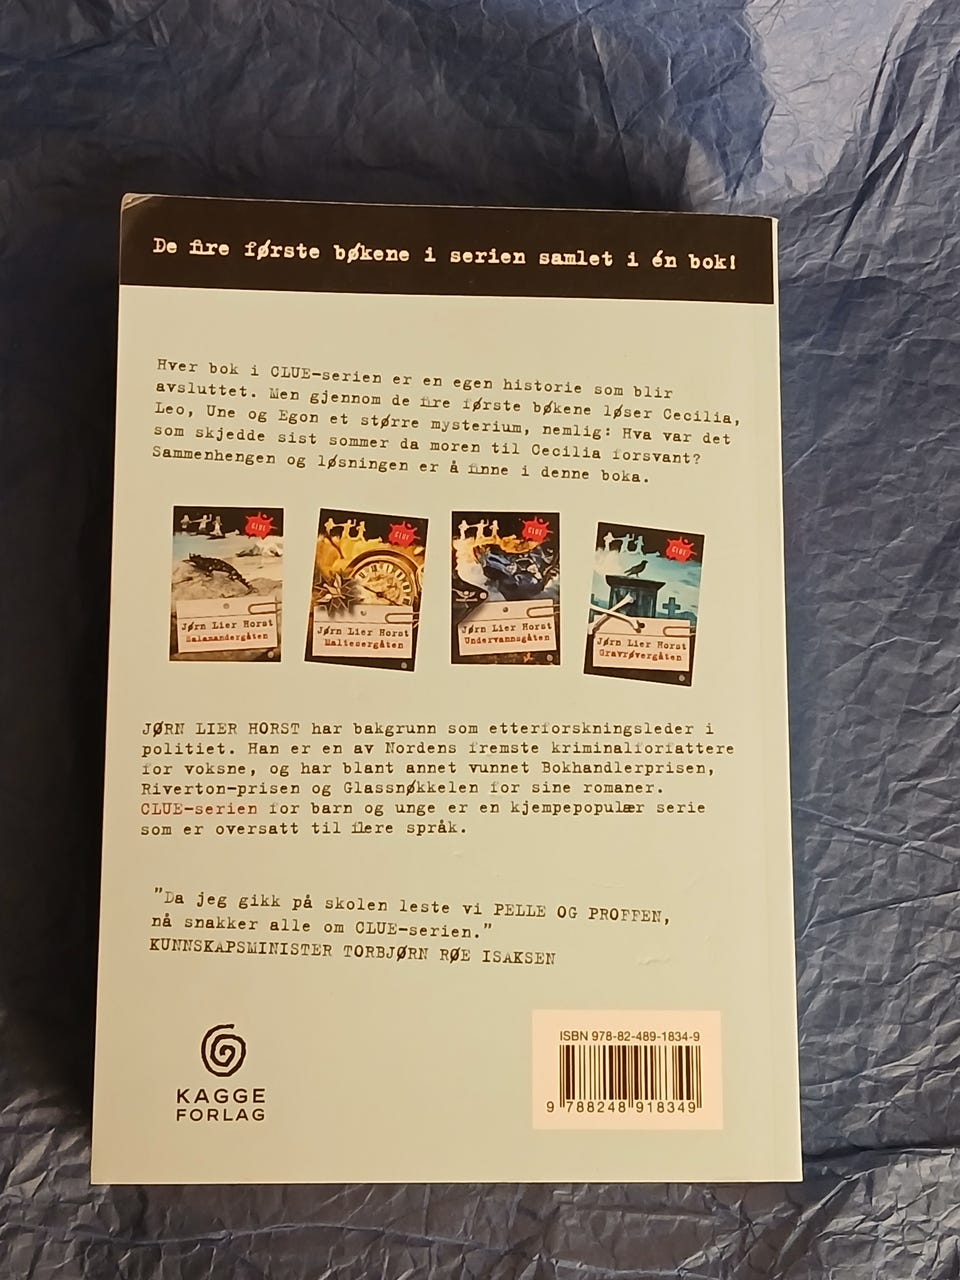 De fire første bøkene i serien samlet i én bok!
Hver bok i CLUE-serien er en egen historie som blir
avsluttet. Men gjennom de fire første bøkene løser Cecilia,
Leo, Une og Egon et større mysterium, nemlig: Hva var det
som skjedde sist sommer da moren til Cecilia forsvant?
Sammenhengen og løsningen er å finne i denne boka.
CLUE
Jørn Lier Horst
Salamandergåten
CLUE
Jørn Lier Horst
Maltesergåten
CLUE
Jørn Lier Horst
Undervannsgåten
CLUE
Jørn Lier Horst
Gravrøvergåten
JØRN LIER HORST har bakgrunn som etterforskningsleder i
politiet. Han er en av Nordens fremste kriminalforfattere
for voksne, og har blant annet vunnet Bokhandlerprisen,
Riverton-prisen og Glassnøkkelen for sine romaner.
CLUE-serien for barn og unge er en kjempepopulær serie
som er oversatt til flere språk.
"Da jeg gikk på skolen leste vi PELLE OG PROFFEN,
nå snakker alle om CLUE-serien."
KUNNSKAPSMINISTER TORBJØRN RØE ISAKSEN
KAGGE
FORLAG
ISBN 978-82-489-1834-9
9 788248 918349